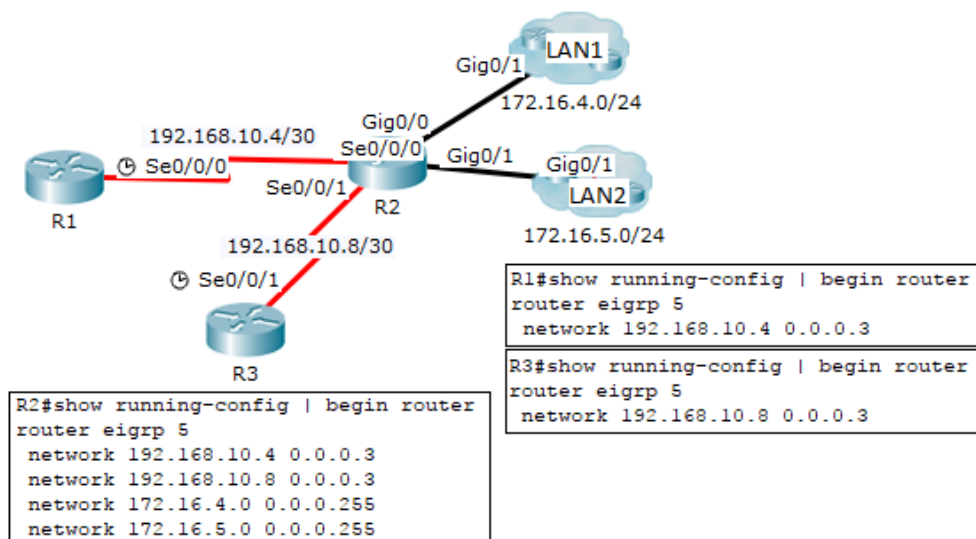 LAN1
Gig0/1
172.16.4.0/24
Gig0/0
192.168.10.4/30
Se0/0/0
Se0/0/0
Gig0/1
Gig0/1
Se0/0/1
R2
LAN2
R1
172.16.5.0/24
192.168.10.8/30
Se0/0/1
R3
R1#show running-config | begin router
router eigrp 5
network 192.168.10.4 0.0.0.3
R3#show running-config | begin router
router eigrp 5
network 192.168.10.8 0.0.0.3
R2#show running-config | begin router
router eigrp 5
network 192.168.10.4 0.0.0.3
network 192.168.10.8 0.0.0.3
network 172.16.4.0 0.0.0.255
network 172.16.5.0 0.0.0.255